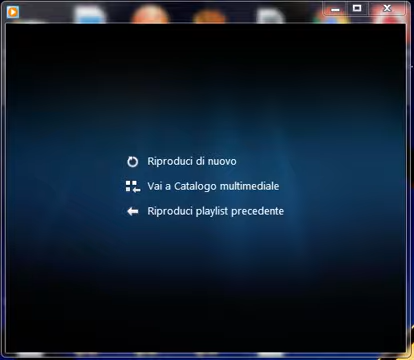 Riproduci di nuovo
Vai a Catalogo multimediale
Riproduci playlist precedente